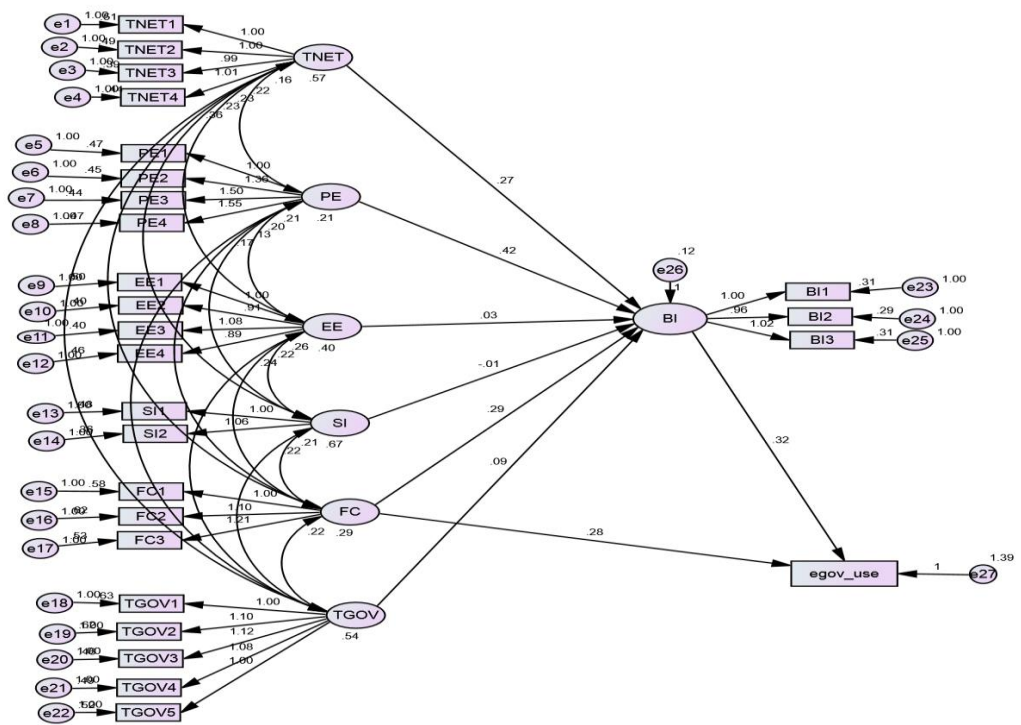 e1 1.00 TNET1
e2 1.00 TNET2
e3 TNET3
e4 TNET4
1.00
1.00
.99
1.01
TNET
.57
.16
.22
.23
.23
.36
e5 1.00 .47 PE1
e6 1.00 .45 PE2
e7 1.00 .44 PE3
e8 PE4
1.00
1.50
1.55
PE
.21
.21
.20
.13
.17
e9 EE1
e10 EE2
e11 1.00 .40 EE3
e12 EE4
1.00
.91
1.08
.89
EE
.40
.26
.22
.24
e13 SI1
e14 SI2
1.00
1.06
SI
.67
.21
.22
e15 1.00 .58 FC1
e16 FC2
e17 FC3
1.00
1.10
1.21
FC
.29
.22
e18 1.00 TGOV1
e19 TGOV2
e20 TGOV3
e21 TGOV4
e22 TGOV5
1.00
1.10
1.12
1.08
1.00
TGOV
.54
.27
.42
.03
-.01
.29
.09
.12
e26
1
BI
1.00
.96
1.02
BI1 .31 e23 1.00
BI2 .29 e24 1.00
BI3 .31 e25 1.00
.32
.28
egov_use 1 e27 1.39